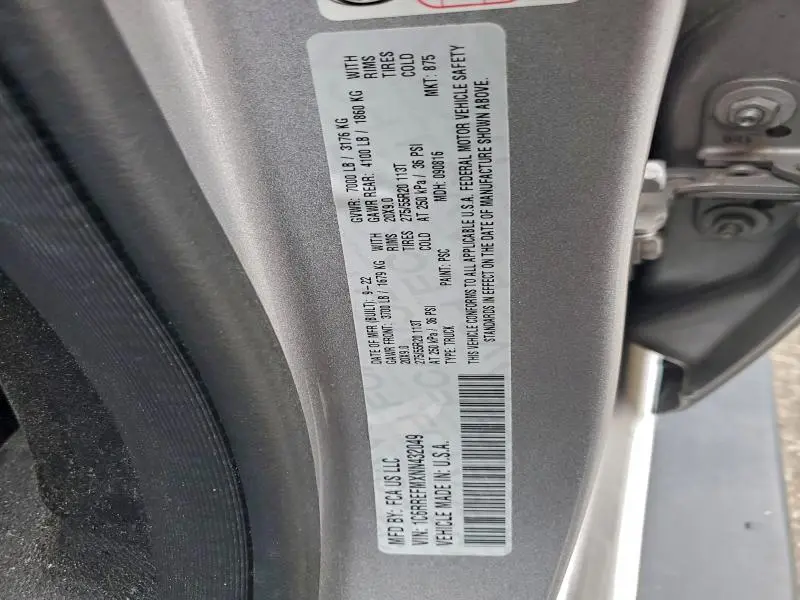 MFD BY: FCA US LLC
DATE OF MFR (BUILT): 9-22
GVWR: 7000 LB / 3176 KG
GAWR FRONT: 3700 LB / 1679 KG WITH
GAWR REAR: 4100 LB / 1860 KG WITH
20X9.0 RIMS
20X9.0 RIMS
275/55R20 113T TIRES
275/55R20 113T TIRES
AT 250 kPa / 36 PSI COLD
AT 250 kPa / 36 PSI COLD
VIN: 1C6RREFMXNN432049
TYPE: TRUCK PAINT: PSC MDH: 090816 MKT: 875
VEHICLE MADE IN: U.S.A.
THIS VEHICLE CONFORMS TO ALL APPLICABLE U.S.A. FEDERAL MOTOR VEHICLE SAFETY
STANDARDS IN EFFECT ON THE DATE OF MANUFACTURE SHOWN ABOVE.